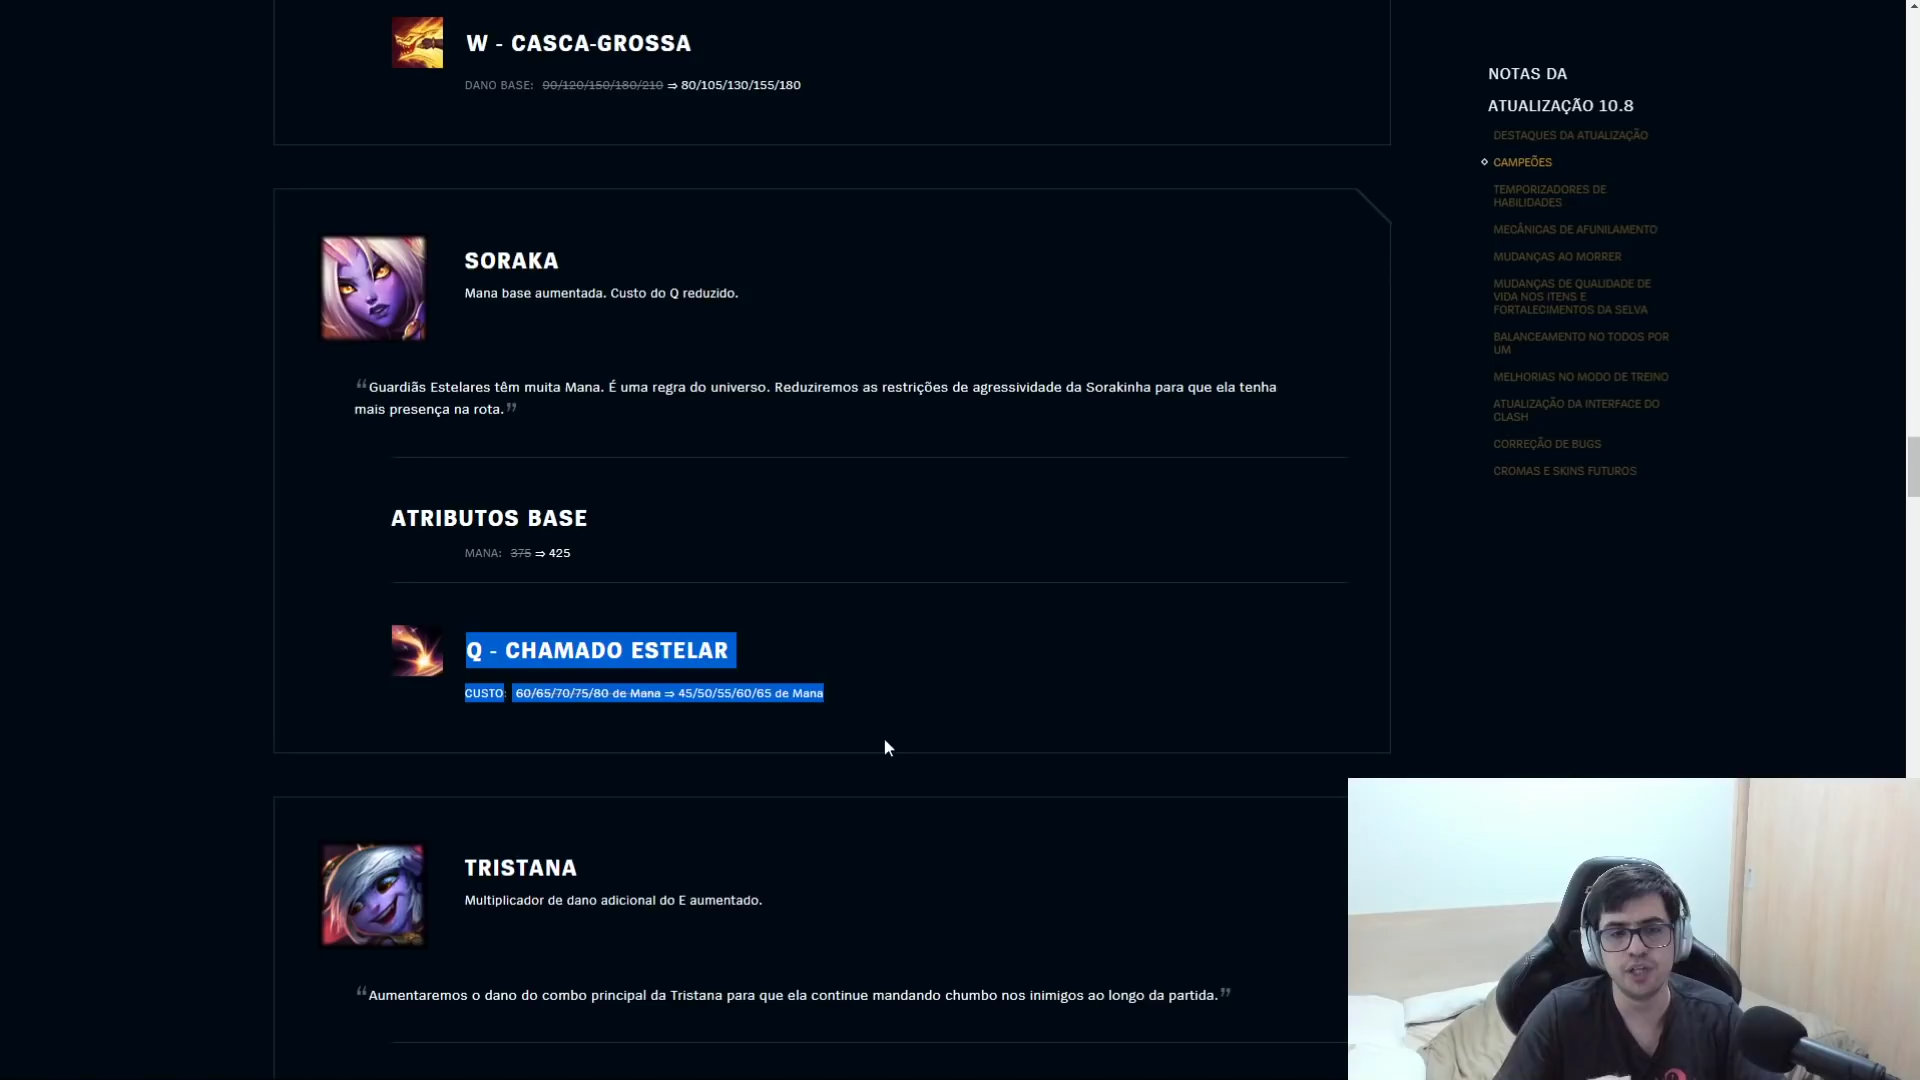 W - CASCA-GROSSA
DANO BASE: 90/120/150/180/210 ⇒ 80/105/130/155/180
SORAKA
Mana base aumentada. Custo do Q reduzido.
“Guardiãs Estelares têm muita Mana. É uma regra do universo. Reduziremos as restrições de agressividade da Sorakinha para que ela tenha
mais presença na rota.”
ATRIBUTOS BASE
MANA: 375 ⇒ 425
Q - CHAMADO ESTELAR
CUSTO: 60/65/70/75/80 de Mana ⇒ 45/50/55/60/65 de Mana
TRISTANA
Multiplicador de dano adicional do E aumentado.
“Aumentaremos o dano do combo principal da Tristana para que ela continue mandando chumbo nos inimigos ao longo da partida.”
NOTAS DA
ATUALIZAÇÃO 10.8
DESTAQUES DA ATUALIZAÇÃO
CAMPEÕES
TEMPORIZADORES DE
HABILIDADES
MECÂNICAS DE AFUNILAMENTO
MUDANÇAS AO MORRER
MUDANÇAS DE QUALIDADE DE
VIDA NOS ITENS E
FORTALECIMENTOS DA SELVA
BALANCEAMENTO NO TODOS POR
UM
MELHORIAS NO MODO DE TREINO
ATUALIZAÇÃO DA INTERFACE DO
CLASH
CORREÇÃO DE BUGS
CROMAS E SKINS FUTUROS